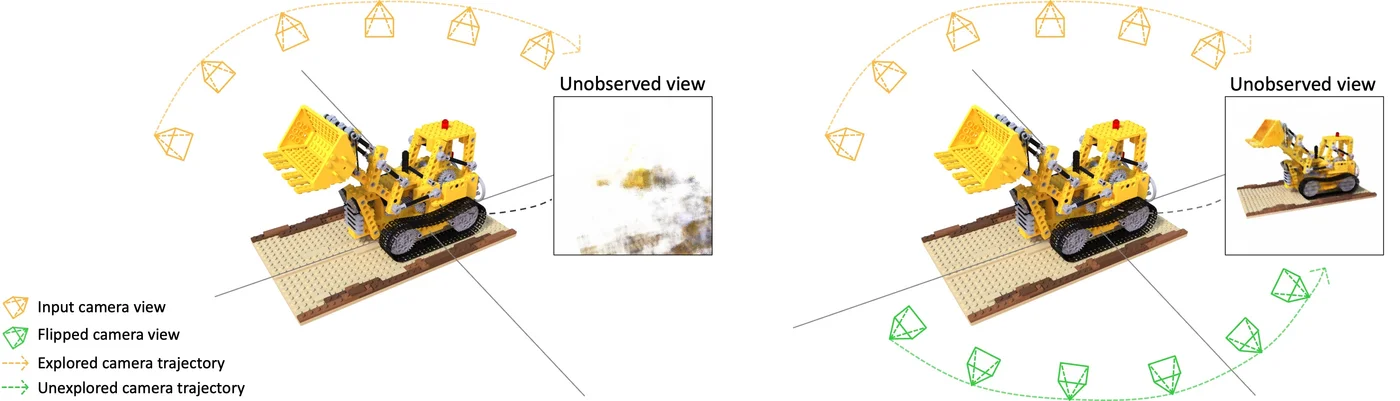 Unobserved view
Unobserved view
Input camera view
Flipped camera view
Explored camera trajectory
Unexplored camera trajectory